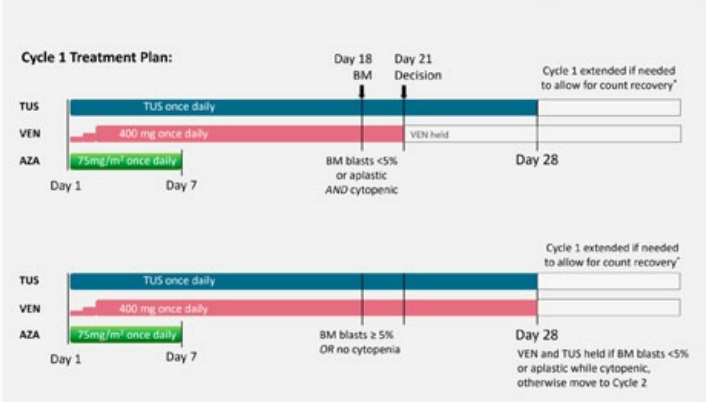 Cycle 1 Treatment Plan:
Day 18
BM
Day 21
Decision
Cycle 1 extended if needed
to allow for count recovery*
TUS
TUS once daily
VEN
400 mg once daily
VEN held
AZA
75mg/m² once daily
BM blasts <5%
or aplastic
AND cytopenic
Day 28
Day 1
Day 7
Cycle 1 extended if needed
to allow for count recovery*
TUS
TUS once daily
VEN
400 mg once daily
AZA
75mg/m² once daily
BM blasts ≥ 5%
OR no cytopenia
Day 28
Day 1
Day 7
VEN and TUS held if BM blasts <5%
or aplastic while cytopenic,
otherwise move to Cycle 2